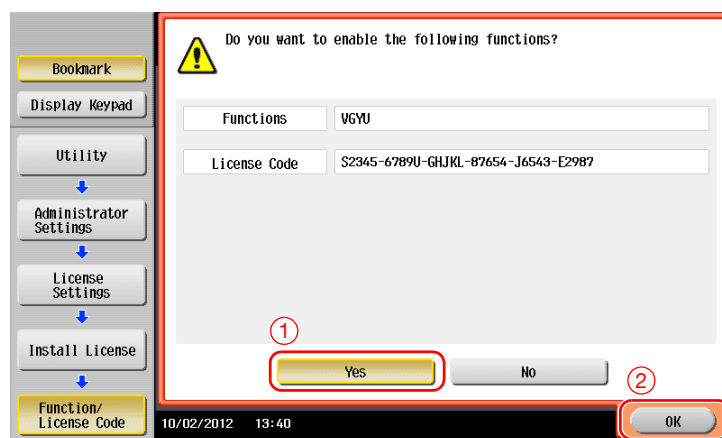 Do you want to enable the following functions?
Bookmark
Display Keypad
Utility
Administrator
Settings
License
Settings
Install License
Function/
License Code
Functions
VGYU
License Code
S2345-6789U-GHJKL-87654-J6543-E2987
1
Yes
No
2
10/02/2012 13:40
OK